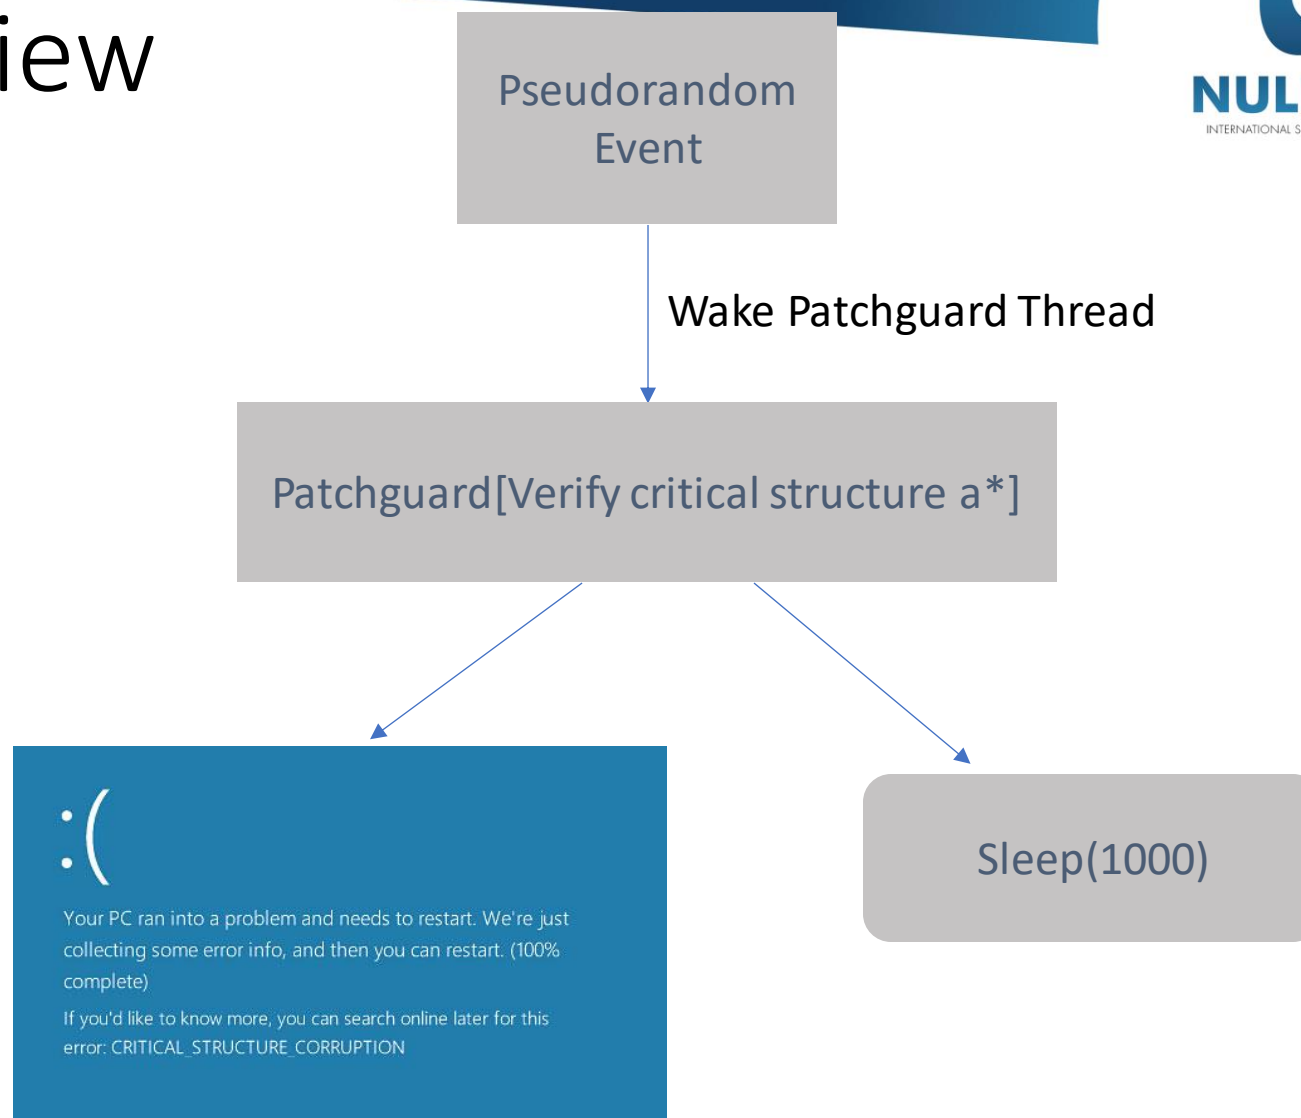 iew
NUL
INTERNATIONAL S
Pseudorandom
Event
Wake Patchguard Thread
Patchguard[Verify critical structure a*]
:(
Your PC ran into a problem and needs to restart. We're just
collecting some error info, and then you can restart. (100%
complete)
If you'd like to know more, you can search online later for this
error: CRITICAL_STRUCTURE_CORRUPTION
Sleep(1000)